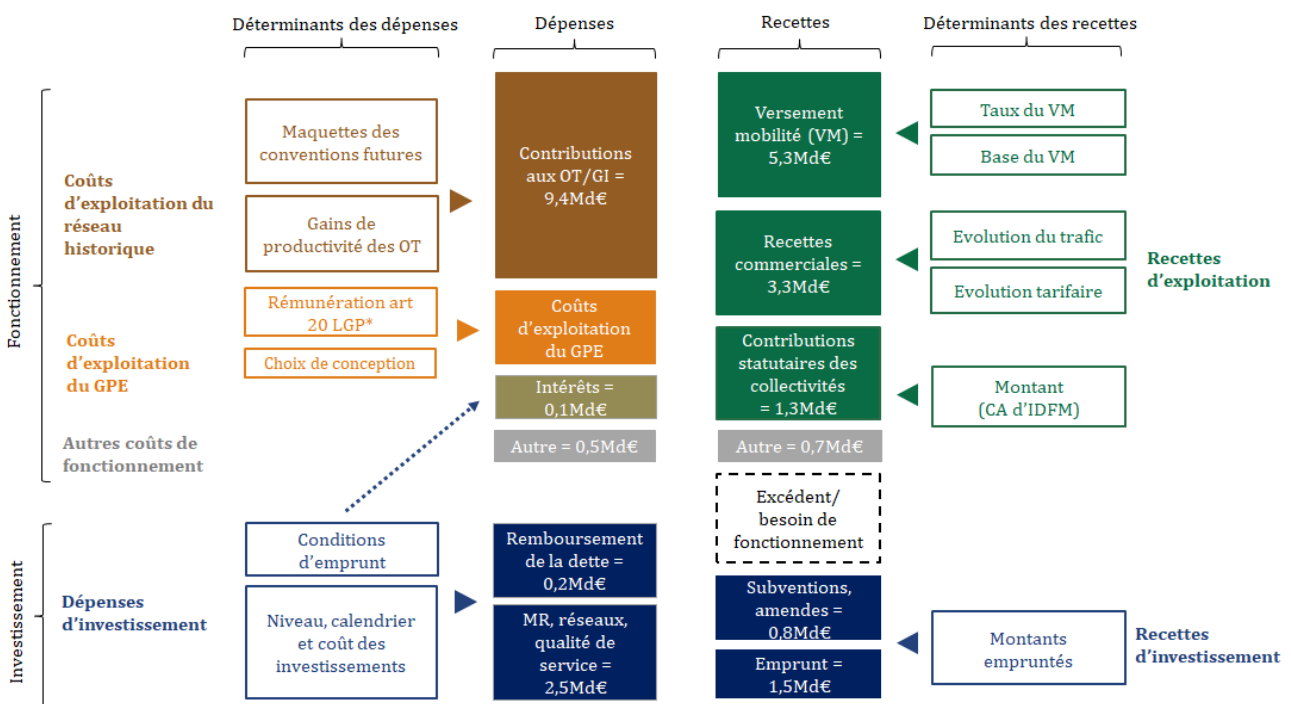 Déterminants des dépenses
Dépenses
Recettes
Déterminants des recettes
Fonctionnement
Coûts
d'exploitation du
réseau
historique
Maquettes des
conventions futures
Gains de
productivité des OT
Contributions
aux OT/GI =
9,4Md€
Versement
mobilité (VM) =
5,3Md€
Taux du VM
Base du VM
Recettes
commerciales =
3,3Md€
Evolution du trafic
Evolution tarifaire
Recettes
d'exploitation
Coûts
d'exploitation
du GPE
Rémunération art
20 LGP*
Choix de conception
Coûts
d'exploitation
du GPE
Contributions
statutaires des
collectivités
= 1,3Md€
Montant
(CA d'IDFM)
Intérêts =
0,1Md€
Autres coûts de
fonctionnement
Autre = 0,5Md€
Autre = 0,7Md€
Excédent/
besoin de
fonctionnement
Investissement
Dépenses
d'investissement
Conditions
d'emprunt
Niveau, calendrier
et coût des
investissements
Remboursement
de la dette =
0,2Md€
MR, réseaux,
qualité de
service =
2,5Md€
Subventions,
amendes =
0,8Md€
Emprunt =
1,5Md€
Montants
empruntés
Recettes
d'investissement